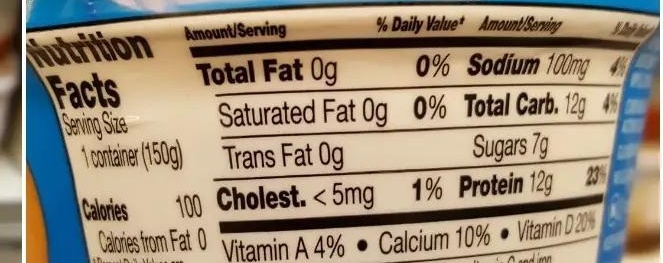 Nutrition
Facts
Serving Size
1 container (150g)
Calories 100
Calories from Fat 0
Amount/Serving % Daily Value* Amount/Serving
Total Fat 0g 0% Sodium 100mg 4%
Saturated Fat 0g 0% Total Carb. 12g 4%
Trans Fat 0g Sugars 7g
Cholest. < 5mg 1% Protein 12g 23%
Vitamin A 4% • Calcium 10% • Vitamin D 20%